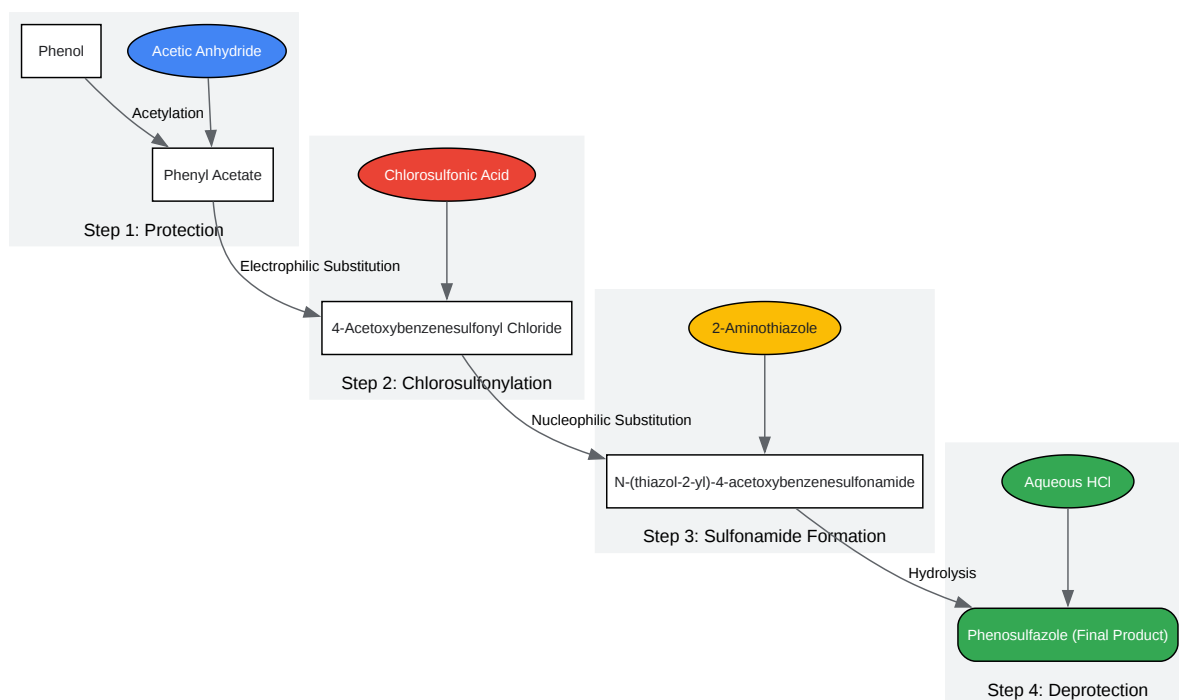 Phenol
Acetic Anhydride
Acetylation
Phenyl Acetate
Step 1: Protection
Chlorosulfonic Acid
Electrophilic Substitution
4-Acetoxybenzenesulfonyl Chloride
Step 2: Chlorosulfonylation
2-Aminothiazole
Nucleophilic Substitution
N-(thiazol-2-yl)-4-acetoxybenzenesulfonamide
Step 3: Sulfonamide Formation
Aqueous HCl
Hydrolysis
Phenosulfazole (Final Product)
Step 4: Deprotection